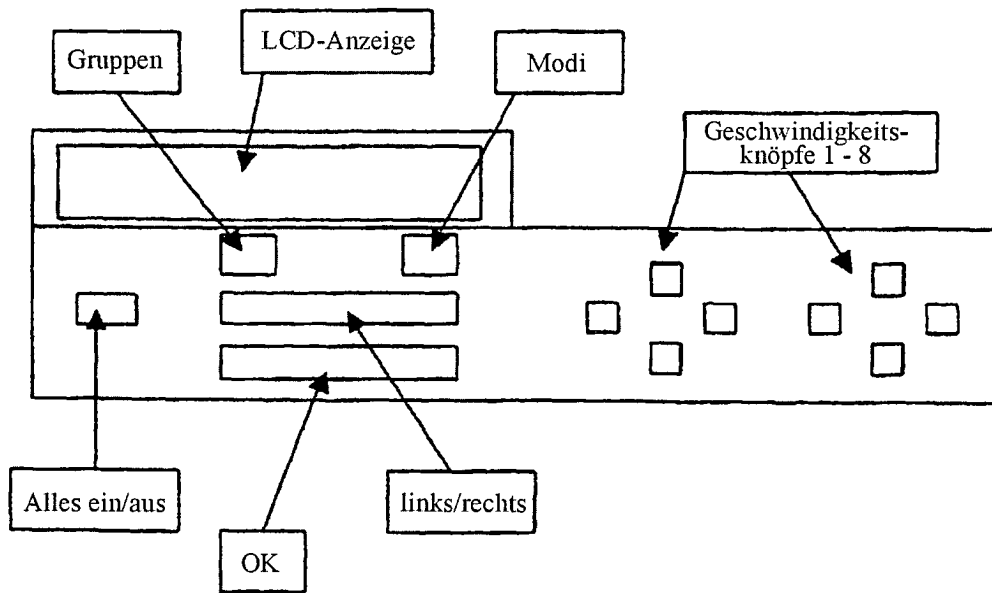 Gruppen
LCD-Anzeige
Modi
Geschwindigkeits-
knöpfe 1 - 8
Alles ein/aus
links/rechts
OK